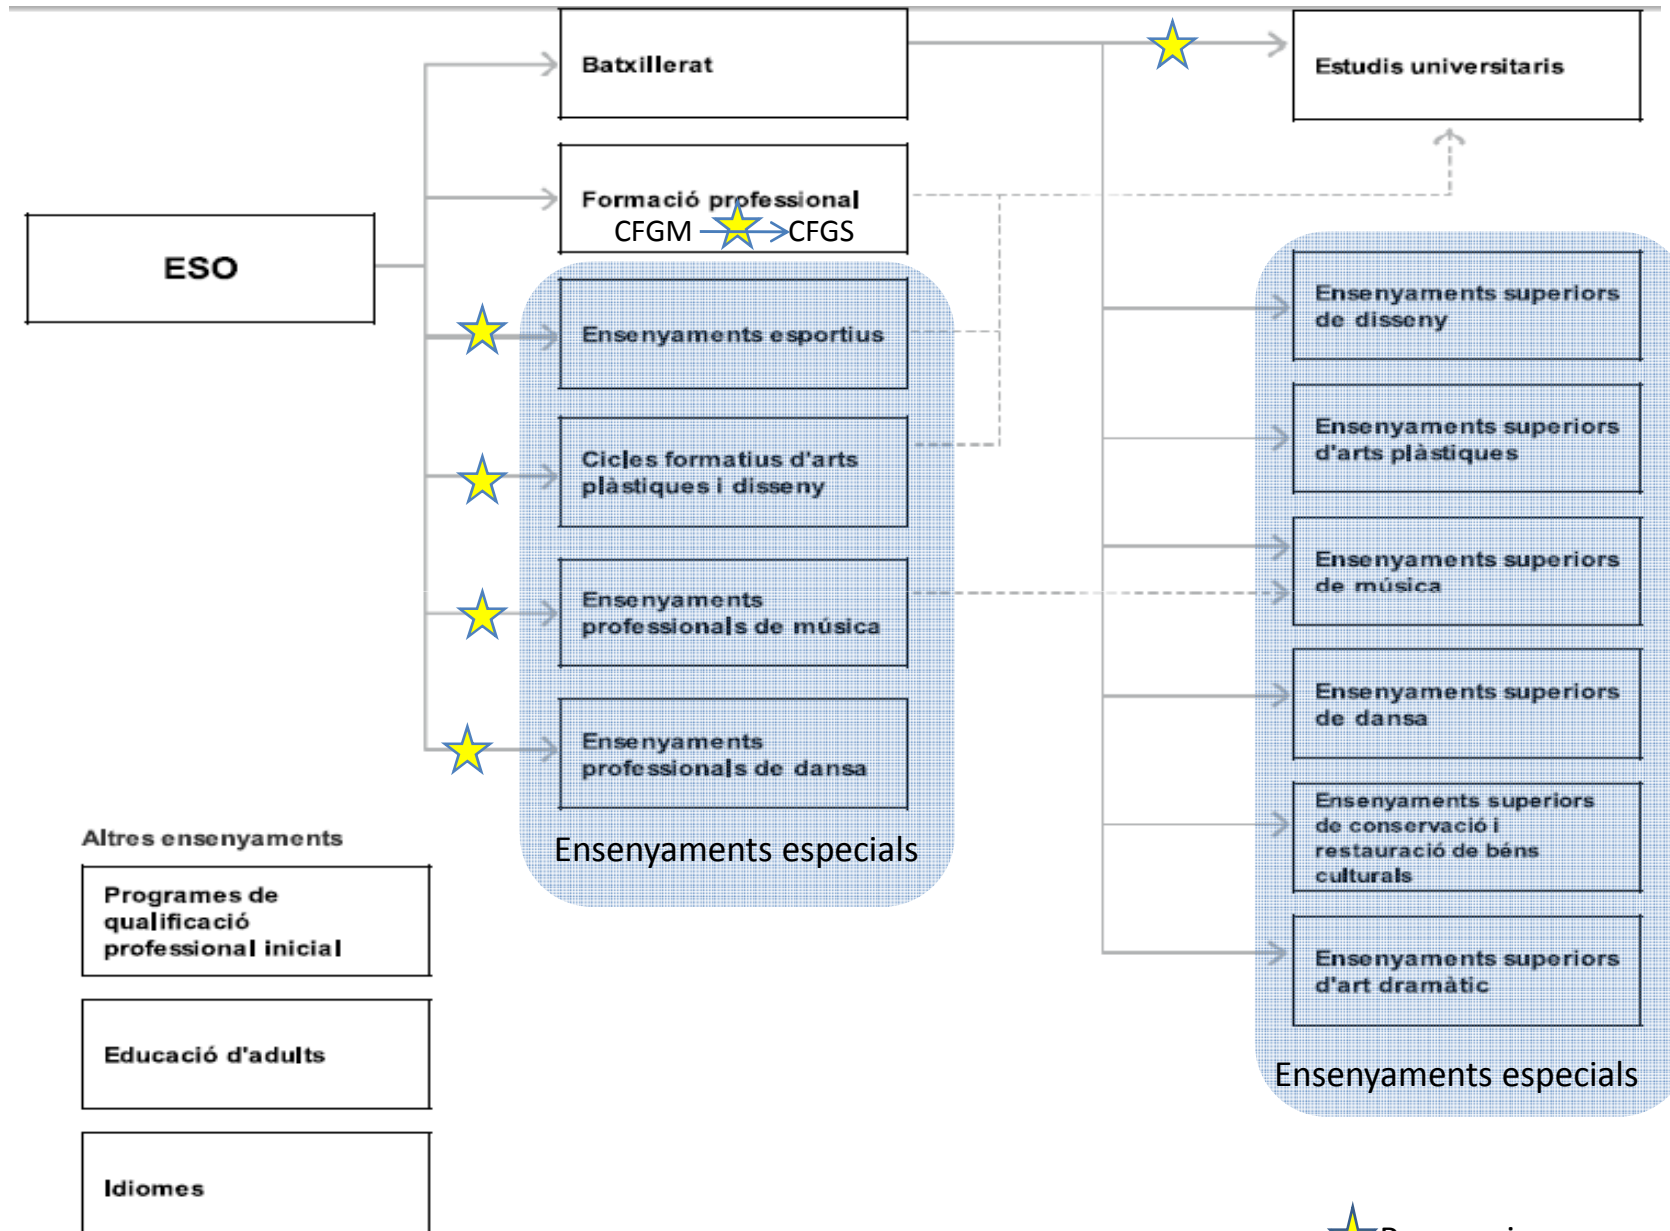 Batxillerat
Estudis universitaris
Formació professional
CFGM
CFGS
ESO
Ensenyaments esportius
Cicles formatius d'arts
plàstiques i disseny
Ensenyaments
professionals de música
Ensenyaments
professionals de dansa
Ensenyaments especials
Ensenyaments superiors
de disseny
Ensenyaments superiors
d'arts plàstiques
Ensenyaments superiors
de música
Ensenyaments superiors
de dansa
Ensenyaments superiors
de conservació i
restauració de béns
culturals
Ensenyaments superiors
d'art dramàtic
Ensenyaments especials
Altres ensenyaments
Programes de
qualificació
professional inicial
Educació d'adults
Idiomes